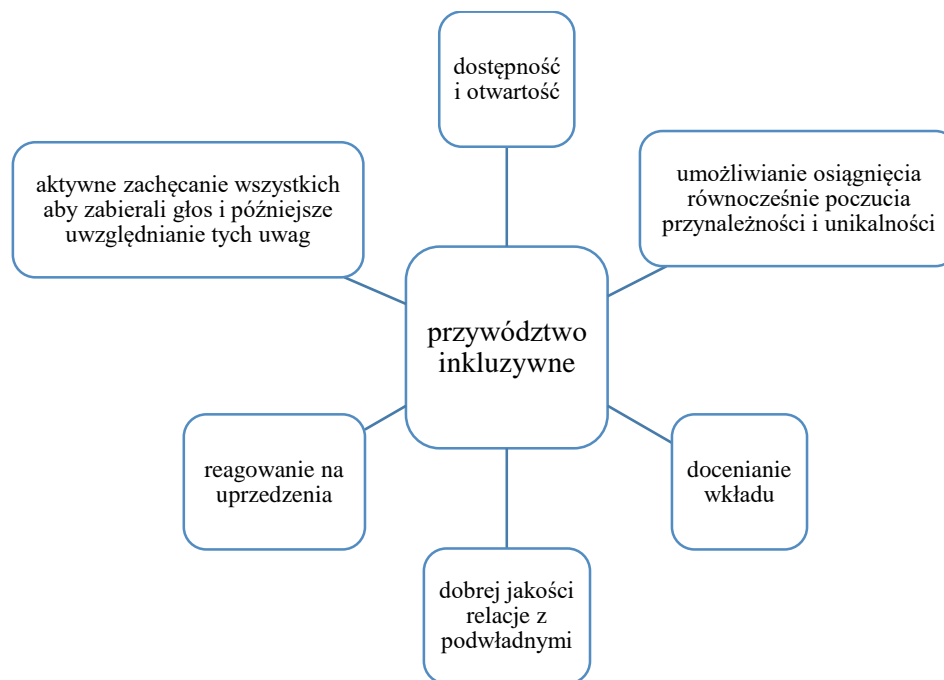 dostępność
i otwartość
aktywne zachęcanie wszystkich
aby zabierali głos i późniejsze
uwzględnianie tych uwag
umożliwianie osiągnięcia
równocześnie poczucia
przynależności i unikalności
przywództwo
inkluzywne
reagowanie na
uprzedzenia
docenianie
wkładu
dobrej jakości
relacje z
podwładnymi